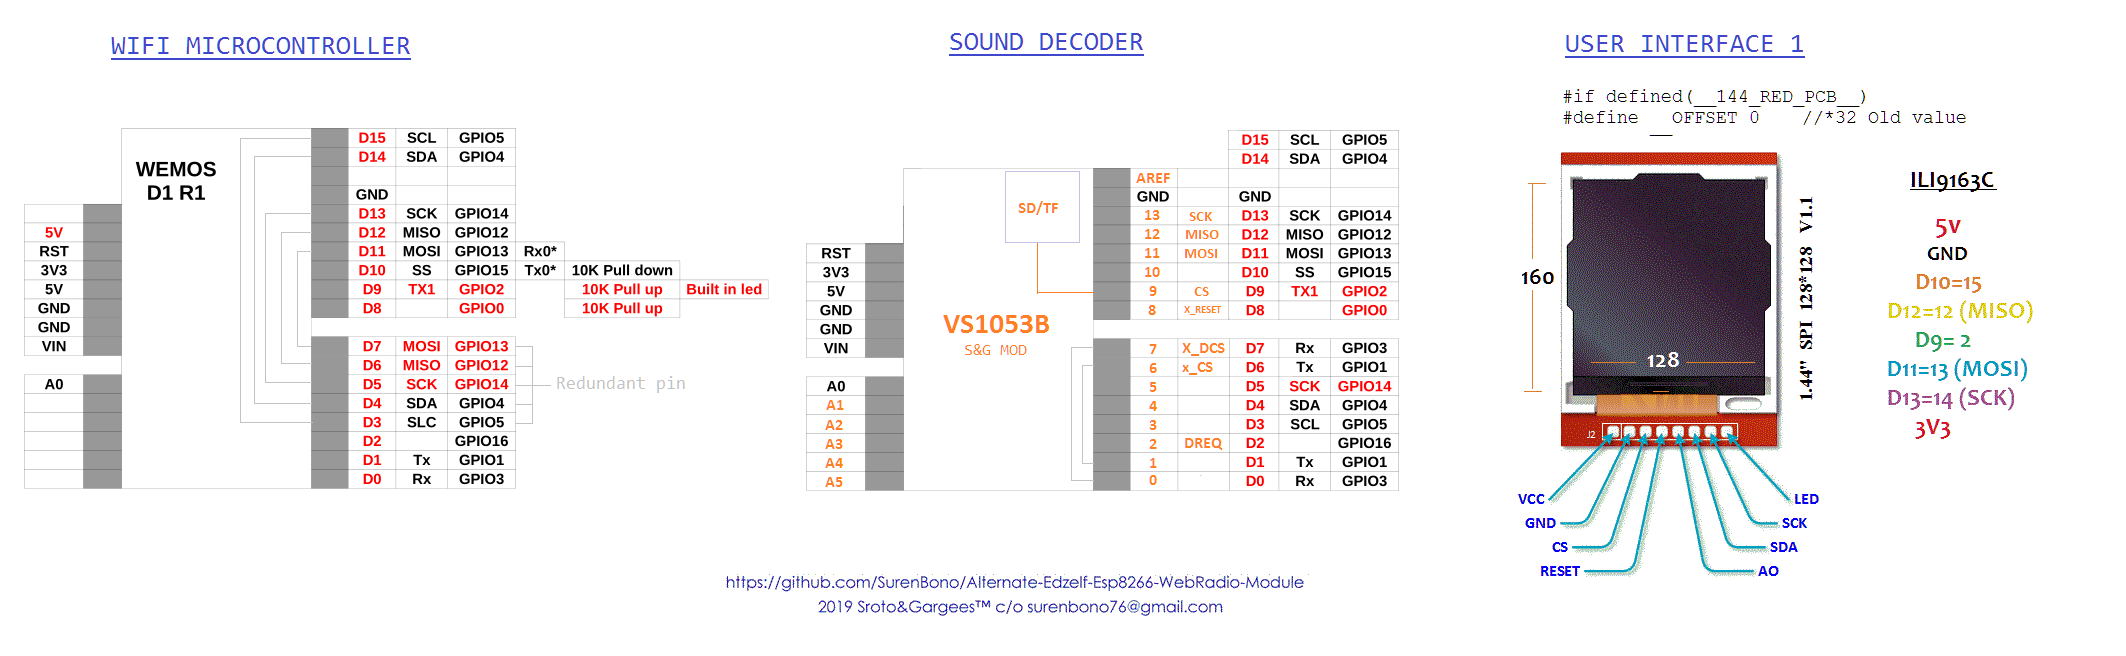 WIFI MICROCONTROLLER
WEMOS
D1 R1
5V
RST
3V3
5V
GND
GND
VIN
A0
D15 SCL GPIO5
D14 SDA GPIO4
GND
D13 SCK GPIO14
D12 MISO GPIO12
D11 MOSI GPIO13 Rx0*
D10 SS GPIO15 Tx0* 10K Pull down
D9 TX1 GPIO2 10K Pull up Built in led
D8 GPIO0 10K Pull up
D7 MOSI GPIO13
D6 MISO GPIO12
D5 SCK GPIO14
D4 SDA GPIO4
D3 SLC GPIO5
D2 GPIO16
D1 Tx GPIO1
D0 Rx GPIO3
Redundant pin
SOUND DECODER
SD/TF
VS1053B
S&G MOD
RST
3V3
5V
GND
GND
VIN
A0
A1
A2
A3
A4
A5
D15 SCL GPIO5
D14 SDA GPIO4
AREF
GND GND
13 SCK D13 SCK GPIO14
12 MISO D12 MISO GPIO12
11 MOSI D11 MOSI GPIO13
10 D10 SS GPIO15
9 CS D9 TX1 GPIO2
8 X_RESET D8 GPIO0
7 X_DCS D7 Rx GPIO3
6 x_CS D6 Tx GPIO1
5 D5 SCK GPIO14
4 D4 SDA GPIO4
3 D3 SCL GPIO5
2 DREQ D2 GPIO16
1 D1 Tx GPIO1
0 D0 Rx GPIO3
USER INTERFACE 1
#if defined(__144_RED_PCB__)
#define __OFFSET 0 //*32 Old value
160
128
1.44" SPI 128*128 V1.1
J2
VCC
GND
CS
RESET
LED
SCK
SDA
AO
ILI9163C
5V
GND
D10=15
D12=12 (MISO)
D9= 2
D11=13 (MOSI)
D13=14 (SCK)
3V3
https://github.com/SurenBono/Alternate-Edzelf-Esp8266-WebRadio-Module
2019 Sroto&Gargees™ c/o surenbono76@gmail.com